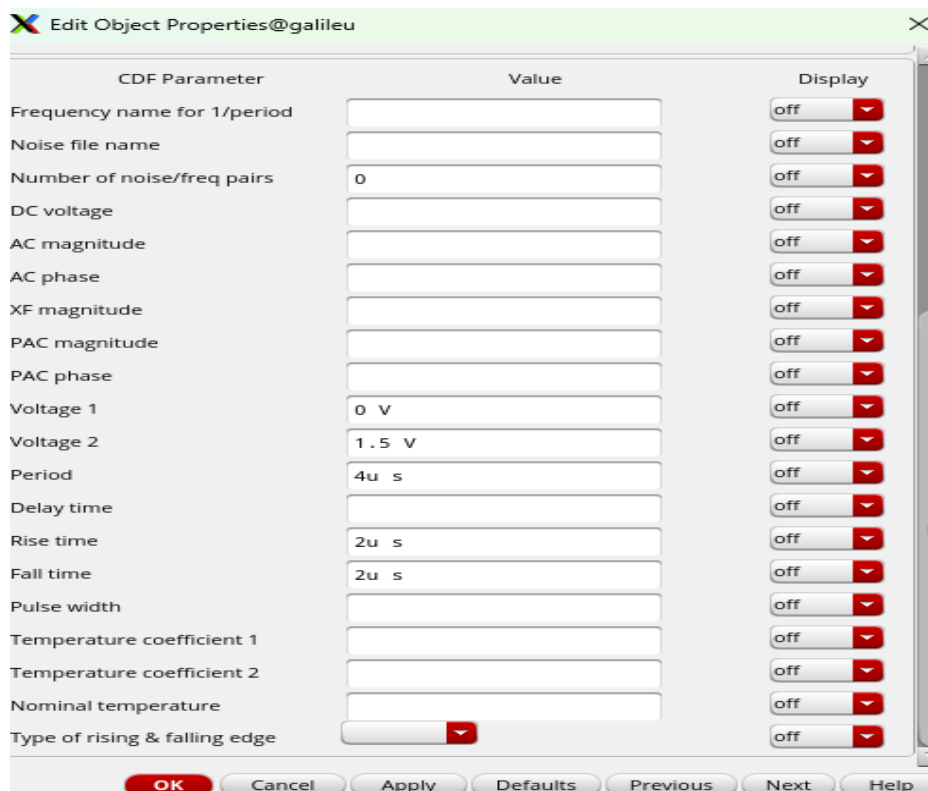 Edit Object Properties@galileu
CDF Parameter Value Display
Frequency name for 1/period off
Noise file name off
Number of noise/freq pairs 0 off
DC voltage off
AC magnitude off
AC phase off
XF magnitude off
PAC magnitude off
PAC phase off
Voltage 1 0 V off
Voltage 2 1.5 V off
Period 4u s off
Delay time off
Rise time 2u s off
Fall time 2u s off
Pulse width off
Temperature coefficient 1 off
Temperature coefficient 2 off
Nominal temperature off
Type of rising & falling edge off
OK Cancel Apply Defaults Previous Next Help